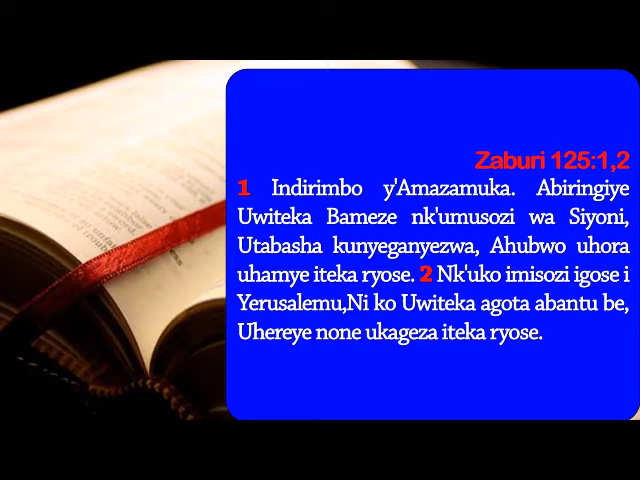 Zaburi 125:1,2
1 Indirimbo y'Amazamuka. Abiringiye
Uwiteka Bameze nk'umusozi wa Siyoni,
Utabasha kunyeganyezwa, Ahubwo uhora
uhamye iteka ryose. 2 Nk'uko imisozi igose i
Yerusalemu,Ni ko Uwiteka agota abantu be,
Uhereye none ukageza iteka ryose.